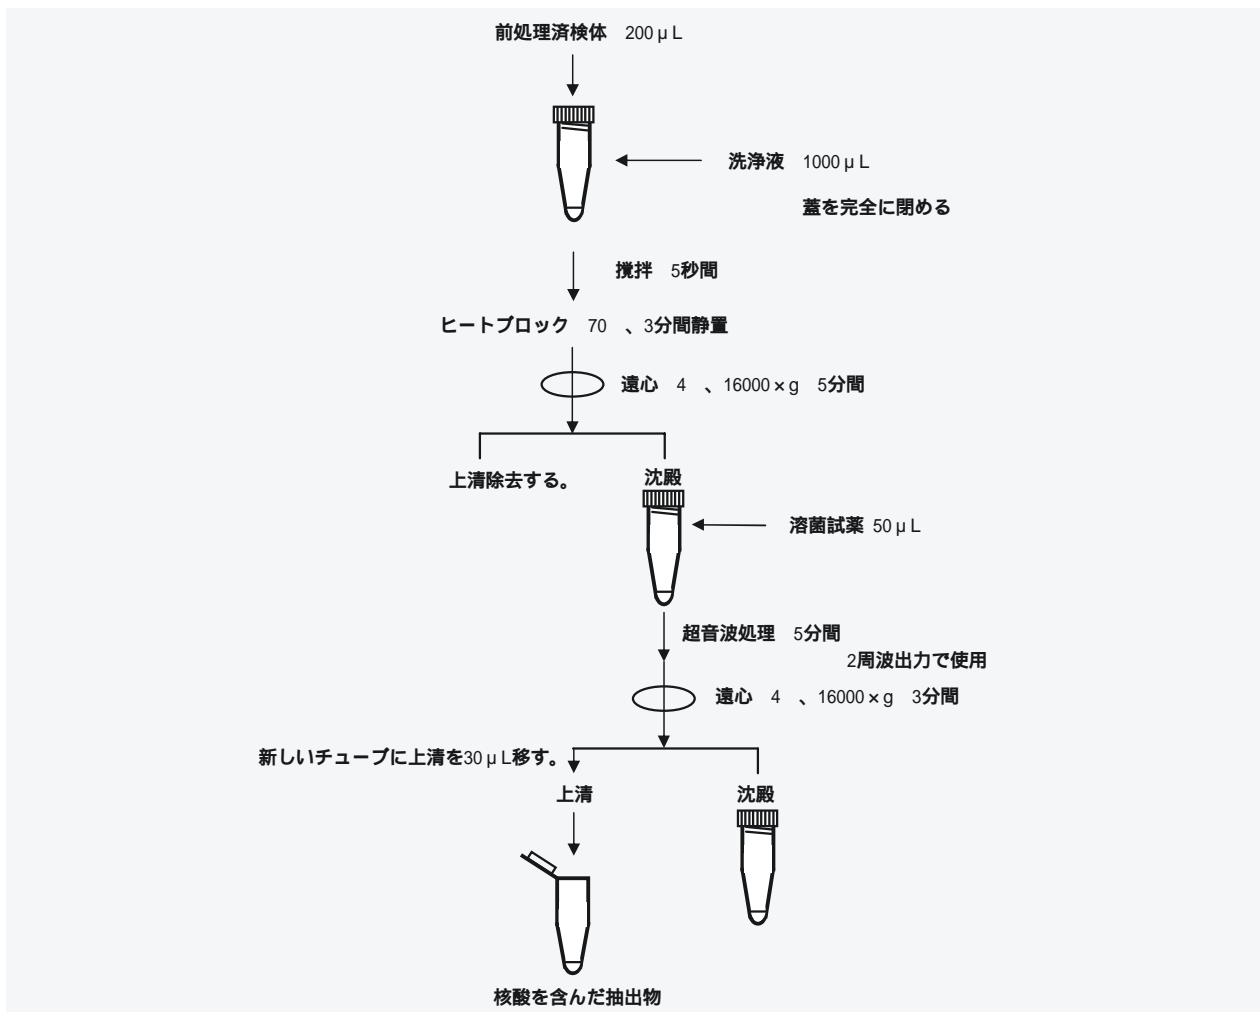 前処理済検体 200 μ L
洗浄液 1000 μ L
蓋を完全に閉める
撹拌 5秒間
ヒートブロック 70 、3分間静置
遠心 4 、16000 × g 5分間
上清除去する。
沈殿
溶菌試薬 50 μ L
超音波処理 5分間
2周波出力で使用
遠心 4 、16000 × g 3分間
新しいチューブに上清を30 μ L移す。
上清
沈殿
核酸を含んだ抽出物